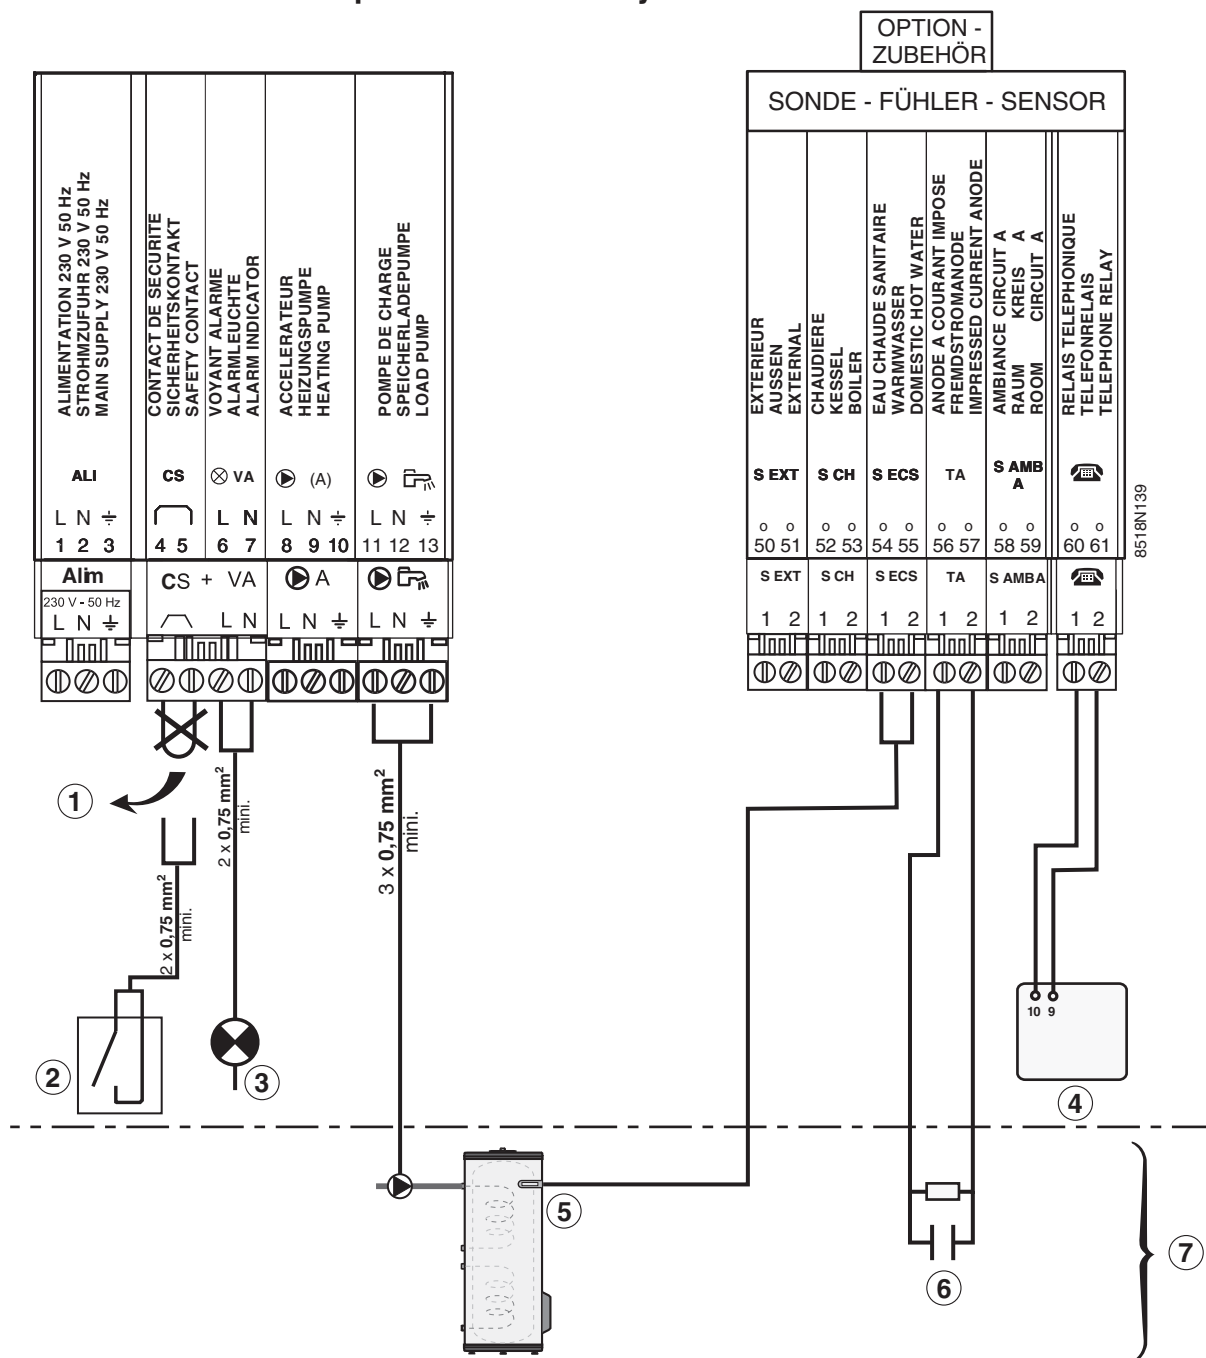 OPTION -
ZUBEHÖR
SONDE - FÜHLER - SENSOR
ALIMENTATION 230 V 50 Hz
STROHMZUFUHR 230 V 50 Hz
MAIN SUPPLY 230 V 50 Hz
CONTACT DE SECURITE
SICHERHEITSKONTAKT
SAFETY CONTACT
VOYANT ALARME
ALARMLEUCHTE
ALARM INDICATOR
ACCELERATEUR
HEIZUNGSPUMPE
HEATING PUMP
POMPE DE CHARGE
SPEICHERLADEPUMPE
LOAD PUMP
ALI
CS
VA
(A)
L N
L N
L N
L N
1 2 3
4 5
6 7
8 9 10
11 12 13
Alim
CS + VA
A
230 V - 50 Hz
L N
L N
L N
L N
EXTERIEUR
AUSSEN
EXTERNAL
CHAUDIERE
KESSEL
BOILER
EAU CHAUDE SANITAIRE
WARMWASSER
DOMESTIC HOT WATER
ANODE A COURANT IMPOSE
FREMDSTROMANODE
IMPRESSED CURRENT ANODE
AMBIANCE CIRCUIT A
RAUM KREIS A
ROOM CIRCUIT A
RELAIS TELEPHONIQUE
TELEFONRELAIS
TELEPHONE RELAY
S EXT
S CH
S ECS
TA
S AMB
A
50 51
52 53
54 55
56 57
58 59
60 61
S EXT
S CH
S ECS
TA
S AMBA
1 2
1 2
1 2
1 2
1 2
1 2
8518N139
1
2 x 0,75 mm²
mini.
2 x 0,75 mm²
mini.
3 x 0,75 mm²
mini.
10 9
2
3
4
5
6
7